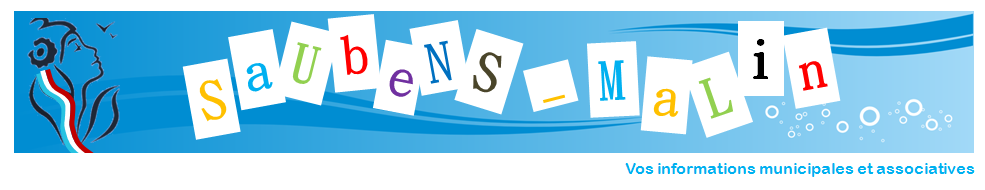 SaUbeNS_MaLin
Vos informations municipales et associatives